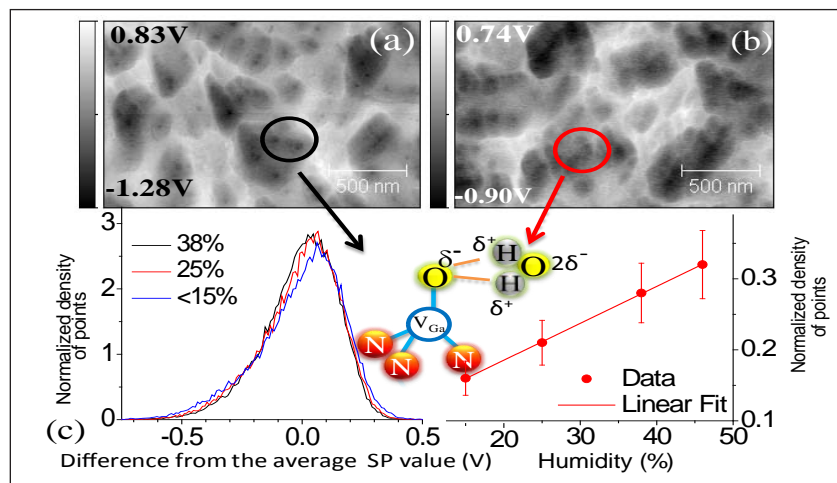 0.83V
(a)
-1.28V
500 nm
0.74V
(b)
-0.90V
500 nm
Normalized density
of points
3
2
1
0
38%
25%
<15%
-0.5
0.0
0.5
Difference from the average SP value (V)
(c)
δ-
O
δ+
H
O
2δ-
H
δ+
VGa
N
N
N
Data
Linear Fit
20
30
40
50
Humidity (%)
0.3
0.2
0.1
Normalized density
of points